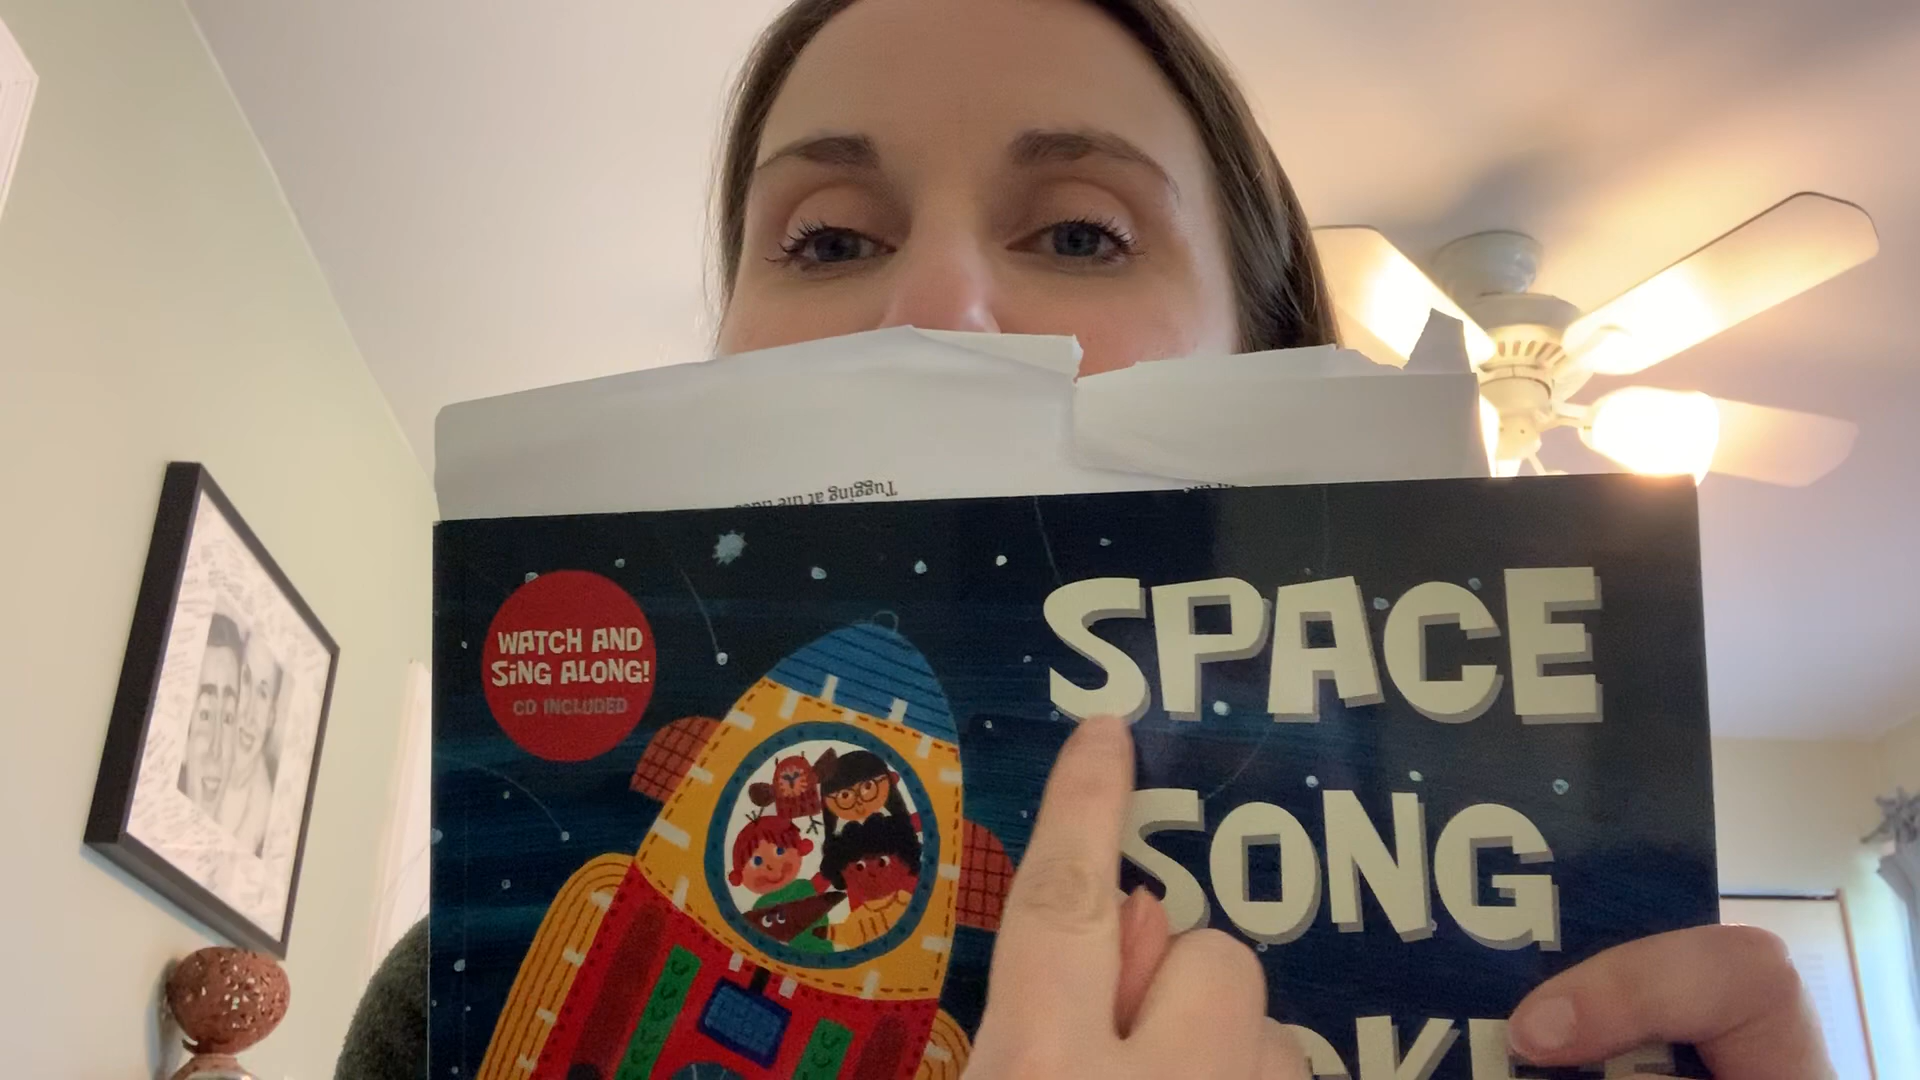 Tugging at the
WATCH AND
SING ALONG!
CD INCLUDED
SPACE
SONG